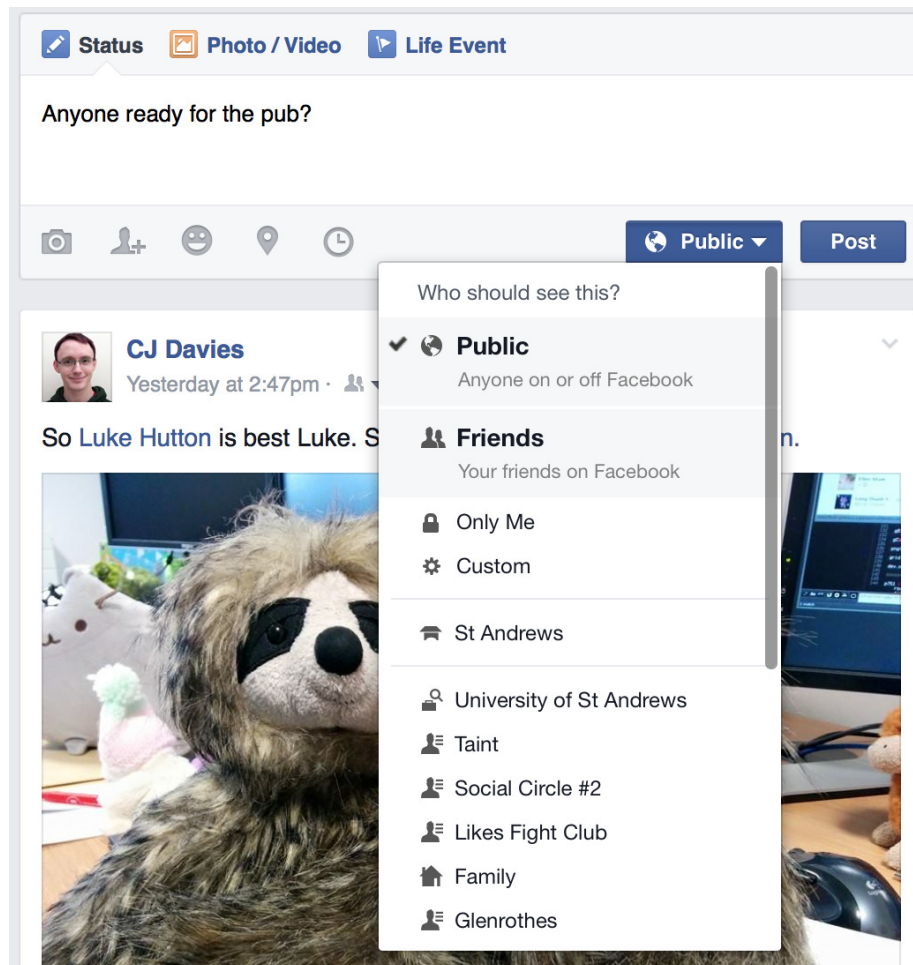 Status Photo / Video Life Event
Anyone ready for the pub?
Public Post
Who should see this?
Public
Anyone on or off Facebook
CJ Davies
Yesterday at 2:47pm ·
Friends
Your friends on Facebook
So Luke Hutton is best Luke. S
n.
Only Me
Custom
St Andrews
University of St Andrews
Taint
Social Circle #2
Likes Fight Club
Family
Glenrothes